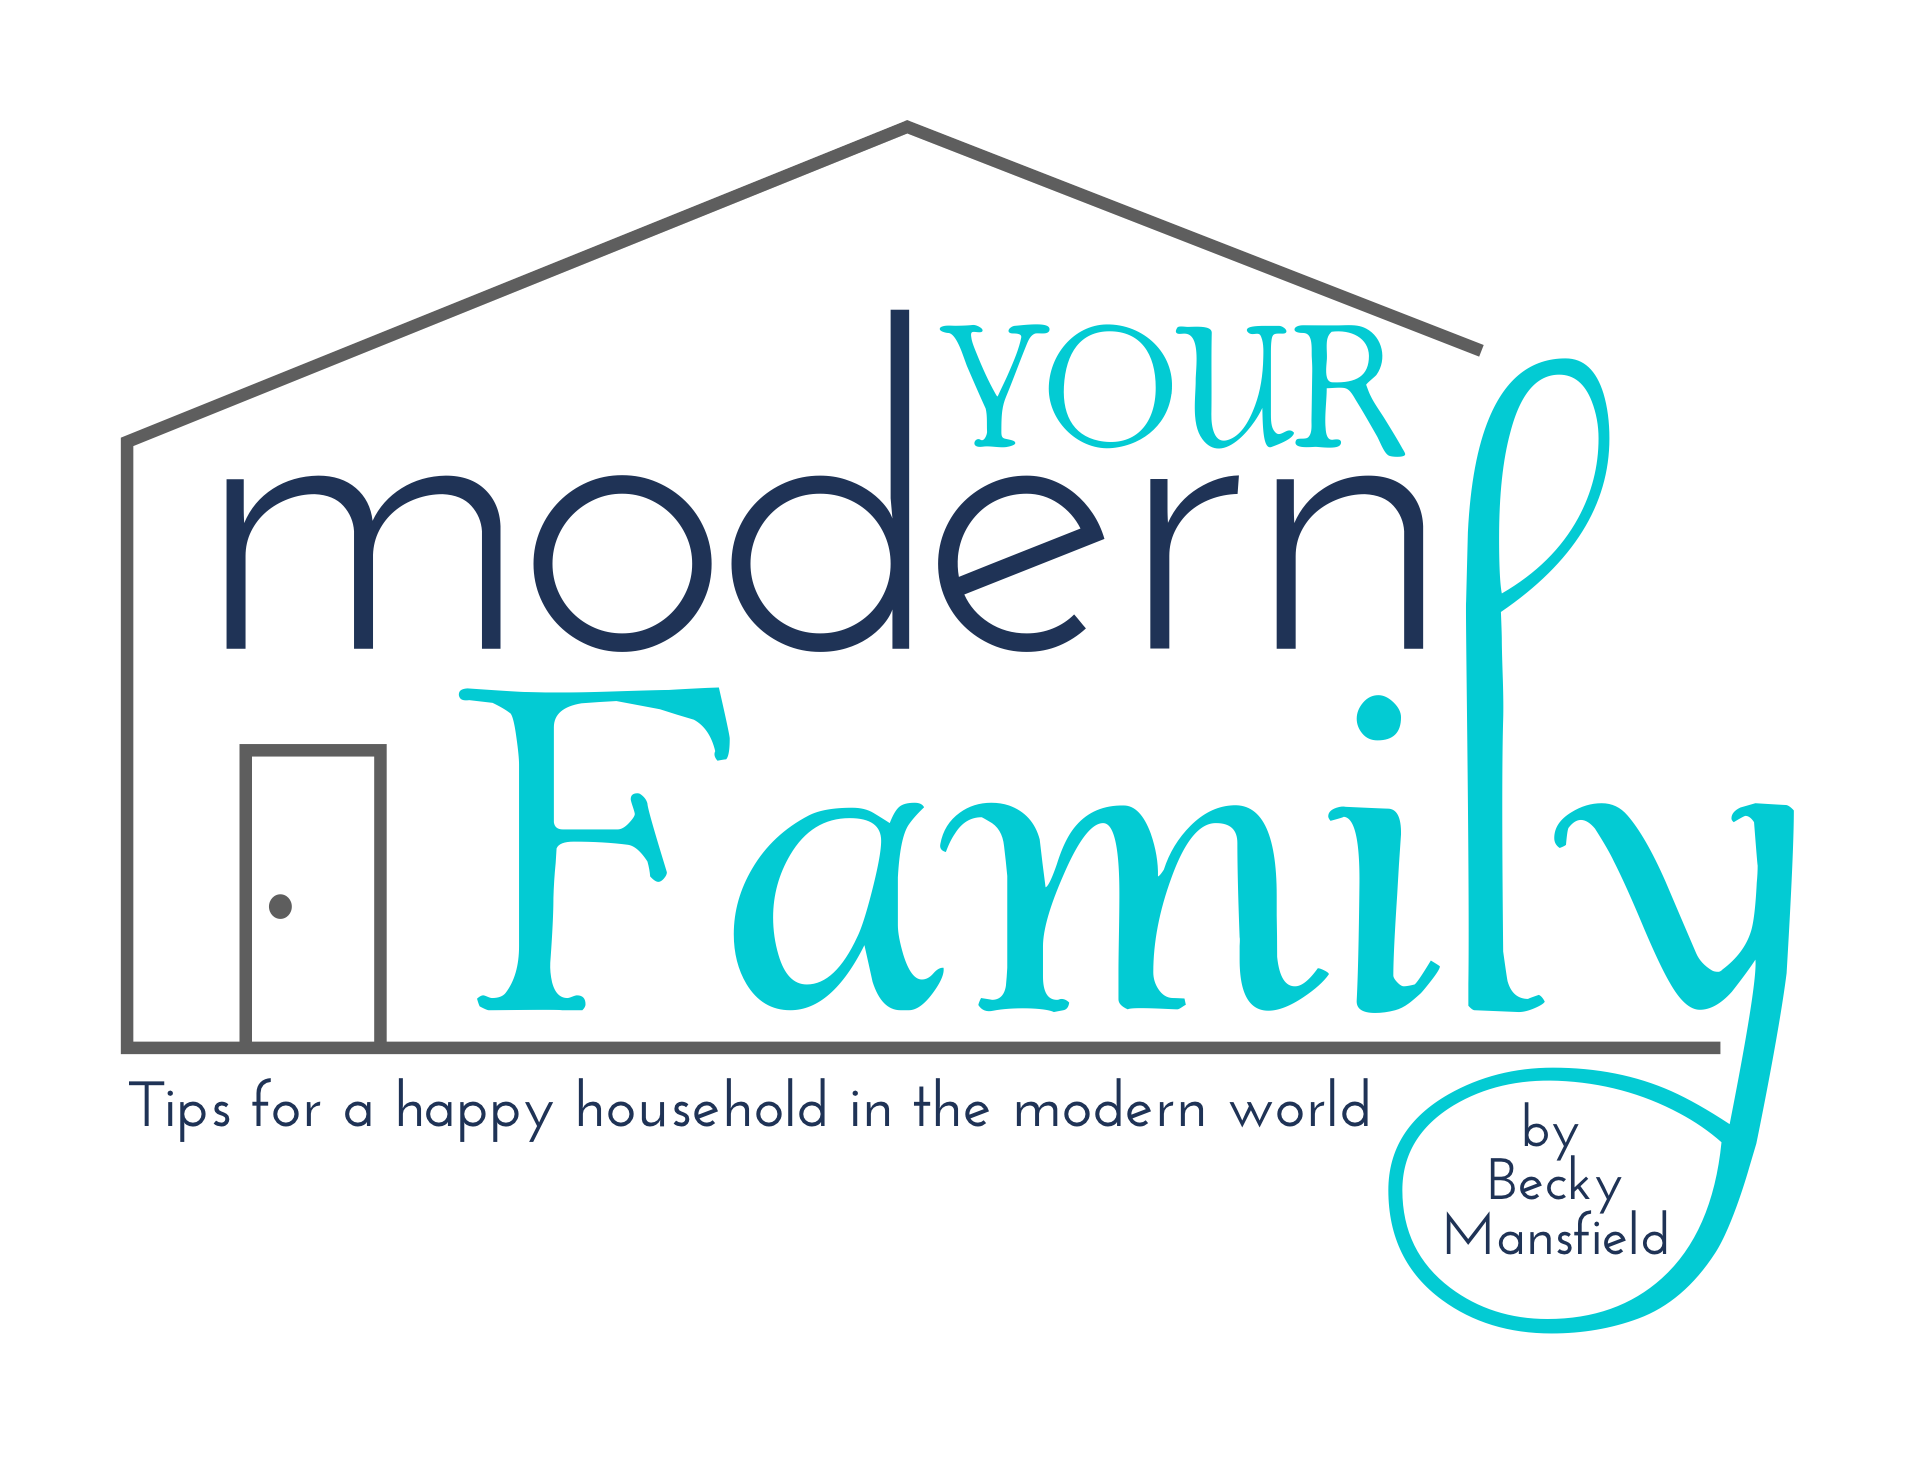 YOUR
modern
Family
Tips for a happy household in the modern world
by
Becky
Mansfield